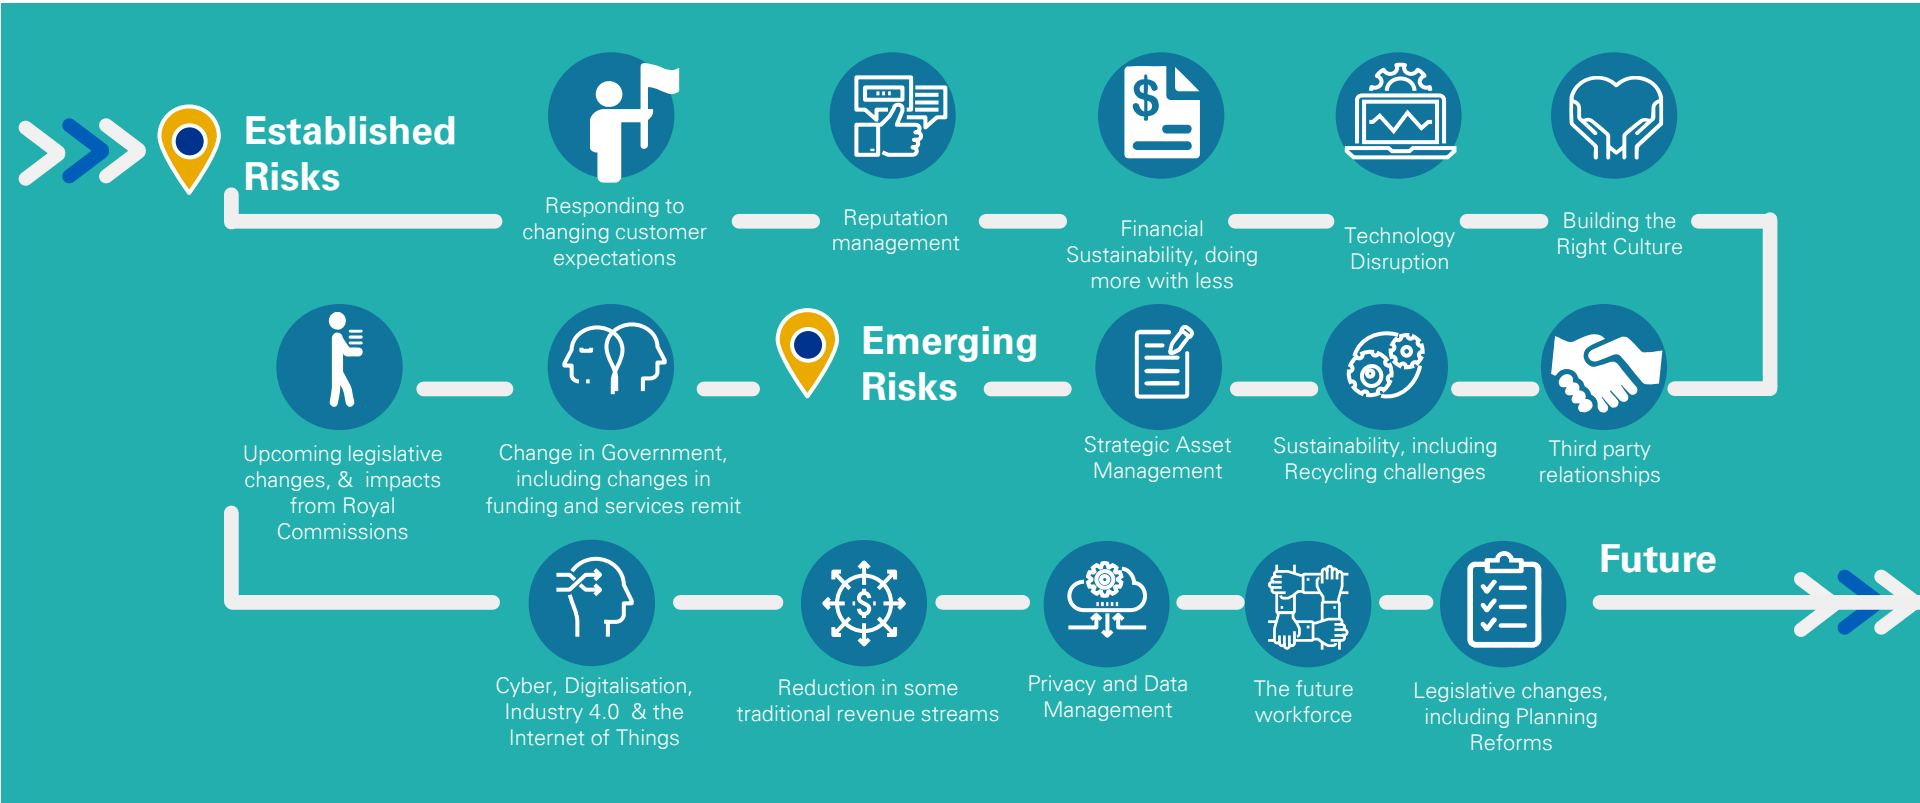 Established
Risks
Responding to
changing customer
expectations
Reputation
management
Financial
Sustainability, doing
more with less
Technology
Disruption
Building the
Right Culture
Third party
relationships
Sustainability, including
Recycling challenges
Strategic Asset
Management
Emerging
Risks
Change in Government,
including changes in
funding and services remit
Upcoming legislative
changes, & impacts
from Royal
Commissions
Cyber, Digitalisation,
Industry 4.0 & the
Internet of Things
Reduction in some
traditional revenue streams
Privacy and Data
Management
The future
workforce
Legislative changes,
including Planning
Reforms
Future